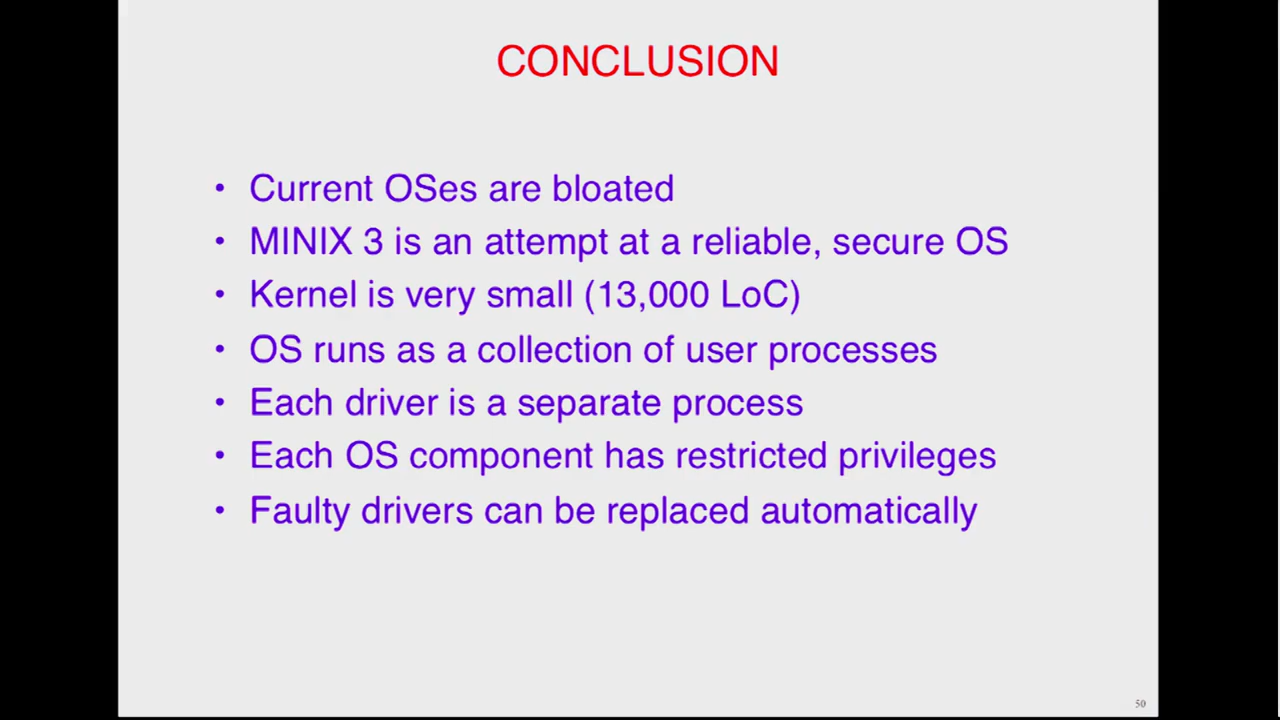 CONCLUSION
• Current OSes are bloated
• MINIX 3 is an attempt at a reliable, secure OS
• Kernel is very small (13,000 LoC)
• OS runs as a collection of user processes
• Each driver is a separate process
• Each OS component has restricted privileges
• Faulty drivers can be replaced automatically
50